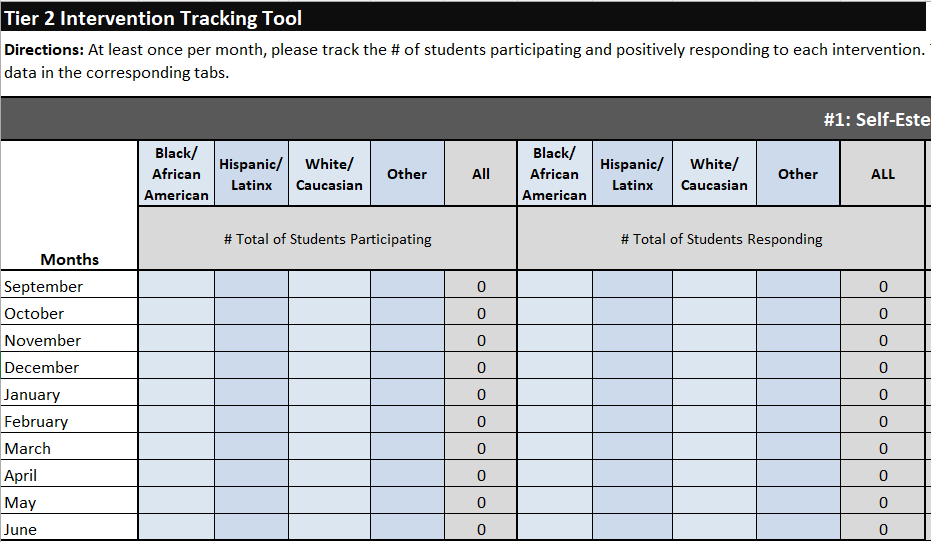 Tier 2 Intervention Tracking Tool
Directions: At least once per month, please track the # of students participating and positively responding to each intervention.
data in the corresponding tabs.
#1: Self-Este
Months
Black/ African American Hispanic/ Latinx White/ Caucasian Other All Black/ African American Hispanic/ Latinx White/ Caucasian Other ALL
# Total of Students Participating # Total of Students Responding
September 0 0
October 0 0
November 0 0
December 0 0
January 0 0
February 0 0
March 0 0
April 0 0
May 0 0
June 0 0